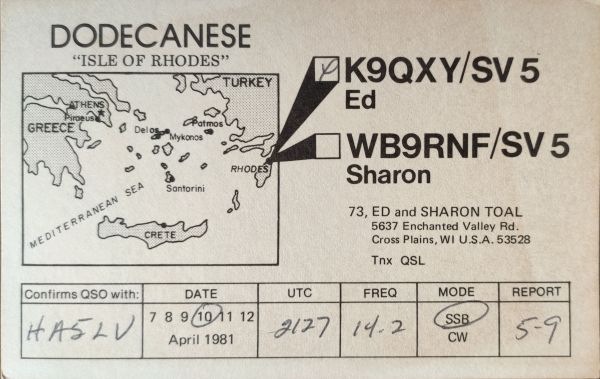 DODECANESE
"ISLE OF RHODES"
TURKEY
ATHENS
Piraeus
GREECE
Delos
Patmos
Mykonos
RHODES
Santorini
MEDITERRANEAN SEA
CRETE
K9QXY/SV5
Ed
WB9RNF/SV5
Sharon
73, ED and SHARON TOAL
5637 Enchanted Valley Rd.
Cross Plains, WI U.S.A. 53528
Tnx QSL
Confirms QSO with: DATE UTC FREQ MODE REPORT
HA5LV 7 8 9 10 11 12 2127 14.2 SSB 5-9
April 1981 CW